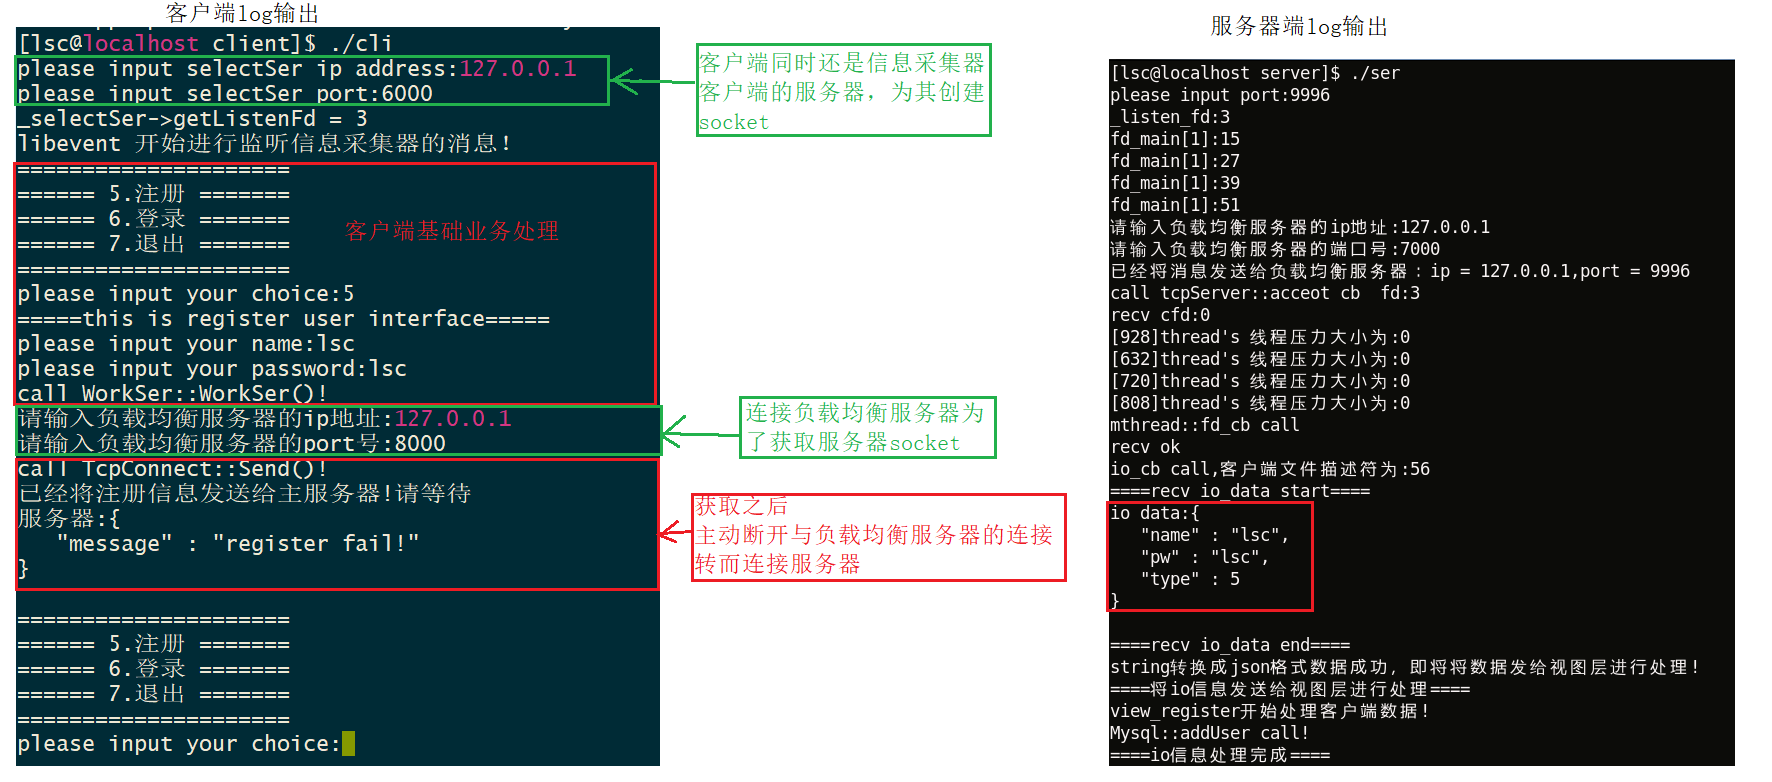 客户端log输出
[lsc@localhost client]$ ./cli
please input selectSer ip address:127.0.0.1
please input selectSer port:6000
_selectSer->getListenFd = 3
libevent 开始进行监听信息采集器的消息！
=====================
====== 5.注册 =======
====== 6.登录 =======
====== 7.退出 =======
=====================
客户端基础业务处理
please input your choice:5
=====this is register user interface=====
please input your name:lsc
please input your password:lsc
call WorkSer::WorkSer()!
请输入负载均衡服务器的ip地址:127.0.0.1
请输入负载均衡服务器的port号:8000
call TcpConnect::Send()!
已经将注册信息发送给主服务器!请等待
服务器:{
"message" : "register fail!"
}
=====================
====== 5.注册 =======
====== 6.登录 =======
====== 7.退出 =======
=====================
please input your choice:
客户端同时还是信息采集器
客户端的服务器，为其创建
socket
连接负载均衡服务器为
了获取服务器socket
获取之后
主动断开与负载均衡服务器的连接
转而连接服务器
服务器端log输出
[lsc@localhost server]$ ./ser
please input port:9996
_listen_fd:3
fd_main[1]:15
fd_main[1]:27
fd_main[1]:39
fd_main[1]:51
请输入负载均衡服务器的ip地址:127.0.0.1
请输入负载均衡服务器的端口号:7000
已经将消息发送给负载均衡服务器：ip = 127.0.0.1,port = 9996
call tcpServer::acceot cb  fd:3
recv cfd:0
[928]thread's 线程压力大小为:0
[632]thread's 线程压力大小为:0
[720]thread's 线程压力大小为:0
[808]thread's 线程压力大小为:0
mthread::fd_cb call
recv ok
io_cb call,客户端文件描述符为:56
====recv io_data start====
io data:{
"name" : "lsc",
"pw" : "lsc",
"type" : 5
}
====recv io_data end====
string转换成json格式数据成功，即将将数据发给视图层进行处理！
====将io信息发送给视图层进行处理====
view_register开始处理客户端数据！
Mysql::addUser call!
====io信息处理完成====